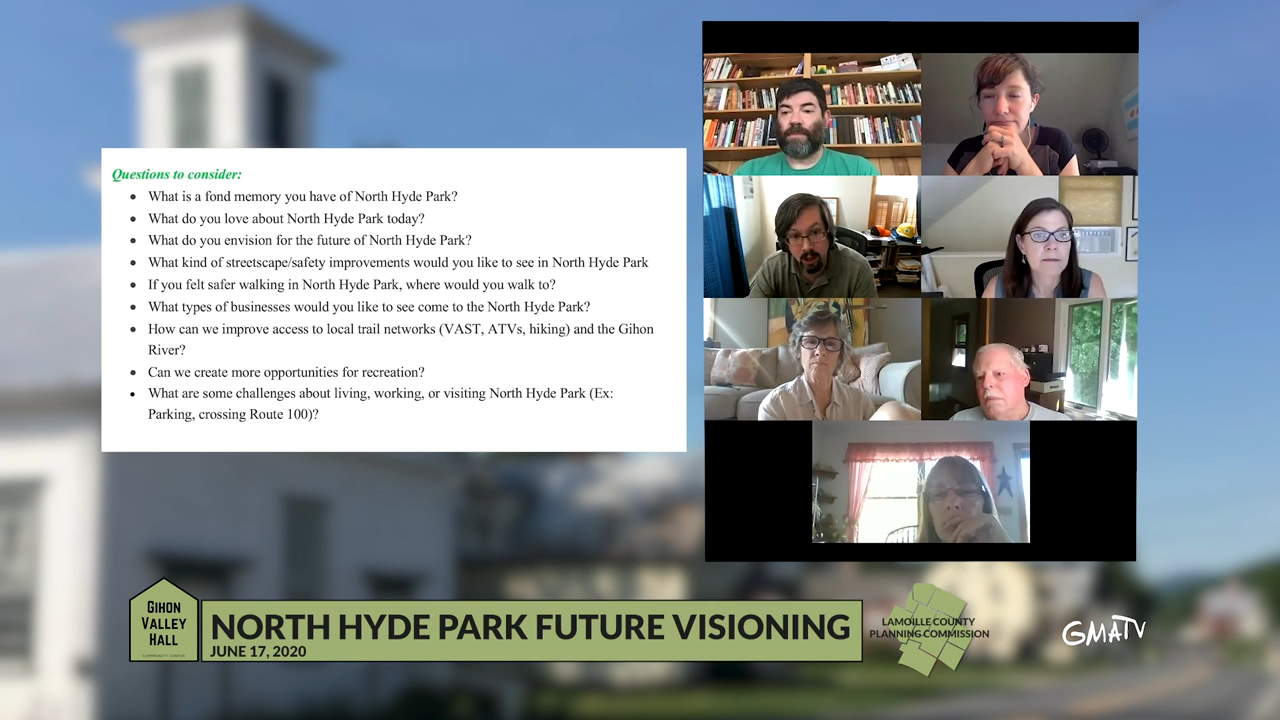 Questions to consider:
• What is a fond memory you have of North Hyde Park?
• What do you love about North Hyde Park today?
• What do you envision for the future of North Hyde Park?
• What kind of streetscape/safety improvements would you like to see in North Hyde Park
• If you felt safer walking in North Hyde Park, where would you walk to?
• What types of businesses would you like to see come to the North Hyde Park?
• How can we improve access to local trail networks (VAST, ATVs, hiking) and the Gihon
River?
• Can we create more opportunities for recreation?
• What are some challenges about living, working, or visiting North Hyde Park (Ex:
Parking, crossing Route 100)?
GIHON
VALLEY
HALL
COMMUNITY CENTER
NORTH HYDE PARK FUTURE VISIONING
JUNE 17, 2020
LAMOILLE COUNTY
PLANNING COMMISSION
GMATV